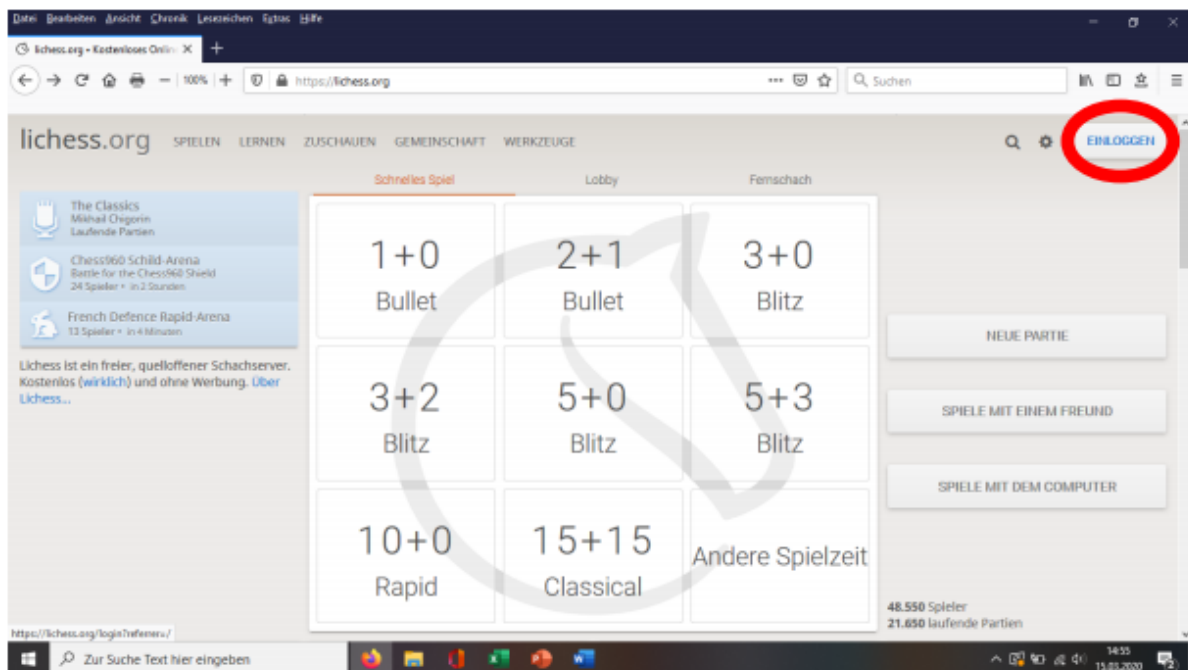 Datei Bearbeiten Ansicht Chronik Lesezeichen Extras Hilfe
lichess.org • Kostenloses Onlin
100%
https://lichess.org
Suchen
lichess.org SPIELEN LERNEN ZUSCHAUEN GEMEINSCHAFT WERKZEUGE
EINLOGGEN
Schnelles Spiel Lobby Fernschach
The Classics
Mikhail Chigorin
Laufende Partien
Chess960 Schild-Arena
Battle for the Chess960 Shield
24 Spieler • in 2 Stunden
French Defence Rapid-Arena
13 Spieler • in 4 Minuten
Lichess ist ein freier, quelloffener Schachserver.
Kostenlos (wirklich) und ohne Werbung. Über
Lichess...
1+0 2+1 3+0
Bullet Bullet Blitz
3+2 5+0 5+3
Blitz Blitz Blitz
10+0 15+15
Rapid Classical
Andere Spielzeit
NEUE PARTIE
SPIELE MIT EINEM FREUND
SPIELE MIT DEM COMPUTER
48.550 Spieler
21.650 laufende Partien
https://lichess.org/login?referrer=/
Zur Suche Text hier eingeben
14:55
15.03.2020